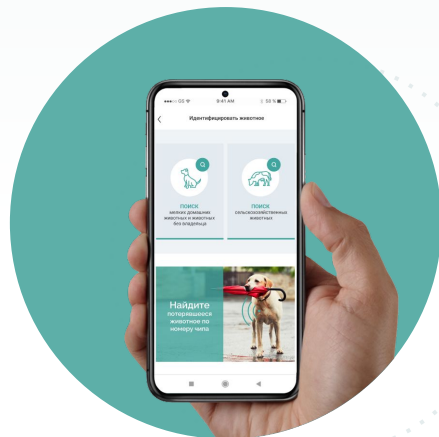 9:41 AM
Идентефицировать животное
ПОИСК
мелких домашних
животных и животных
без владельца
ПОИСК
сельскохозяйственных
животных
Найдите
потерявшееся
животное по
номеру чипа